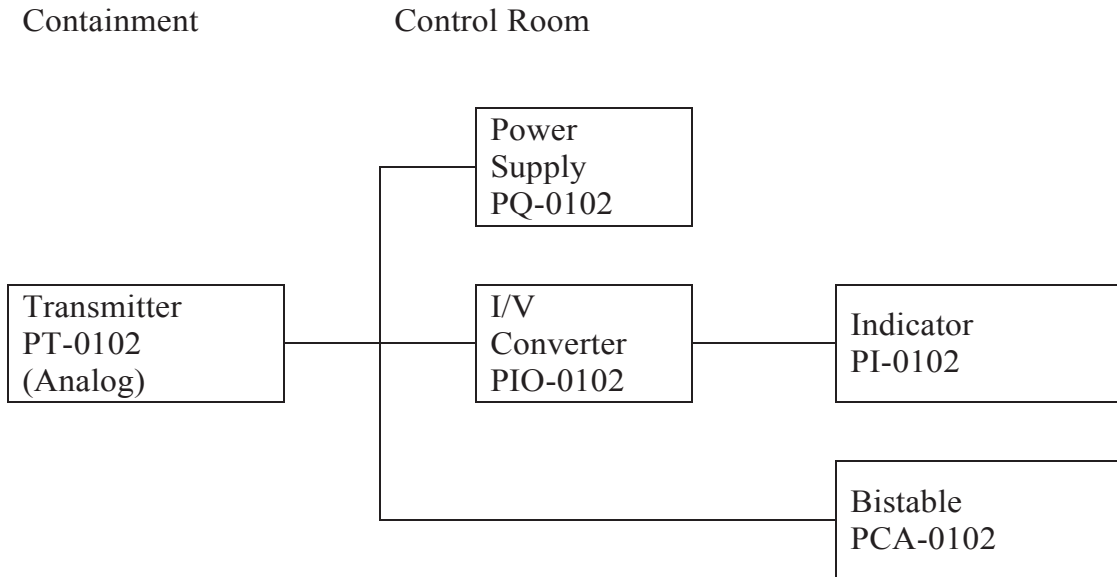 Containment
Control Room
Power
Supply
PQ-0102
Transmitter
PT-0102
(Analog)
I/V
Converter
PIO-0102
Indicator
PI-0102
Bistable
PCA-0102